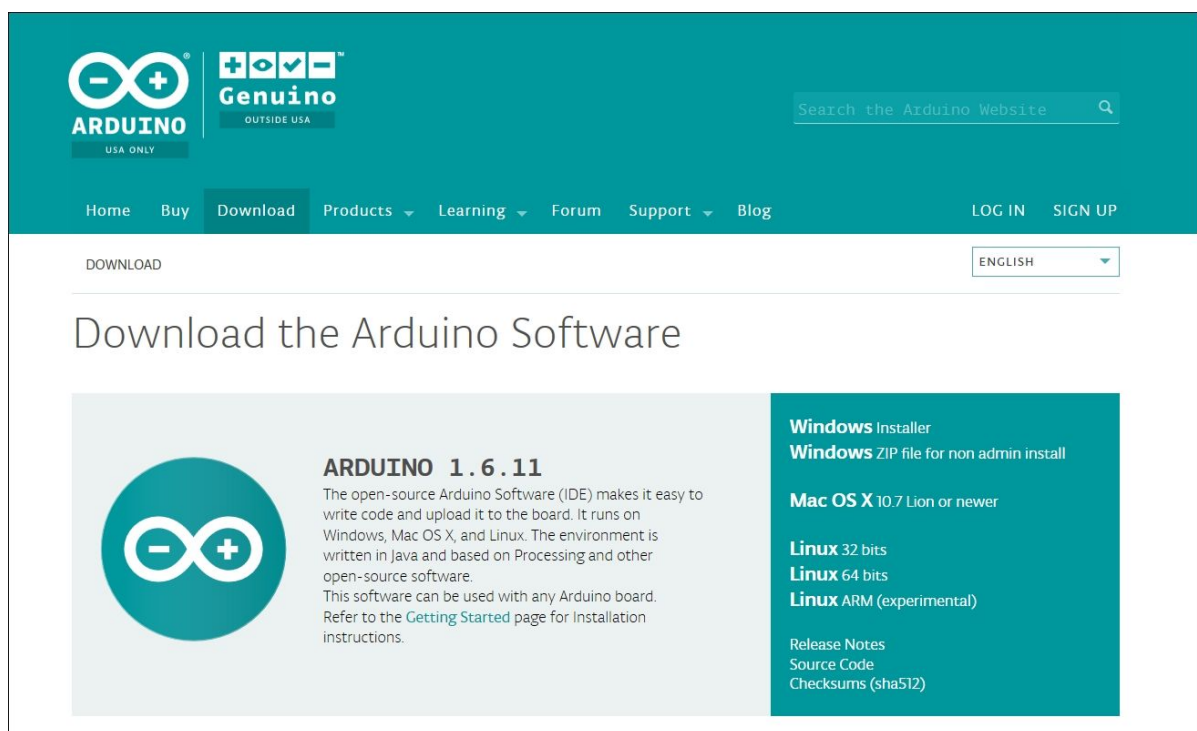 ARDUINO
USA ONLY
Genuino
OUTSIDE USA
Search the Arduino Website
Home Buy Download Products Learning Forum Support Blog LOG IN SIGN UP
DOWNLOAD
ENGLISH
Download the Arduino Software
ARDUINO 1.6.11
The open-source Arduino Software (IDE) makes it easy to
write code and upload it to the board. It runs on
Windows, Mac OS X, and Linux. The environment is
written in Java and based on Processing and other
open-source software.
This software can be used with any Arduino board.
Refer to the Getting Started page for Installation
instructions.
Windows Installer
Windows ZIP file for non admin install
Mac OS X 10.7 Lion or newer
Linux 32 bits
Linux 64 bits
Linux ARM (experimental)
Release Notes
Source Code
Checksums (sha512)